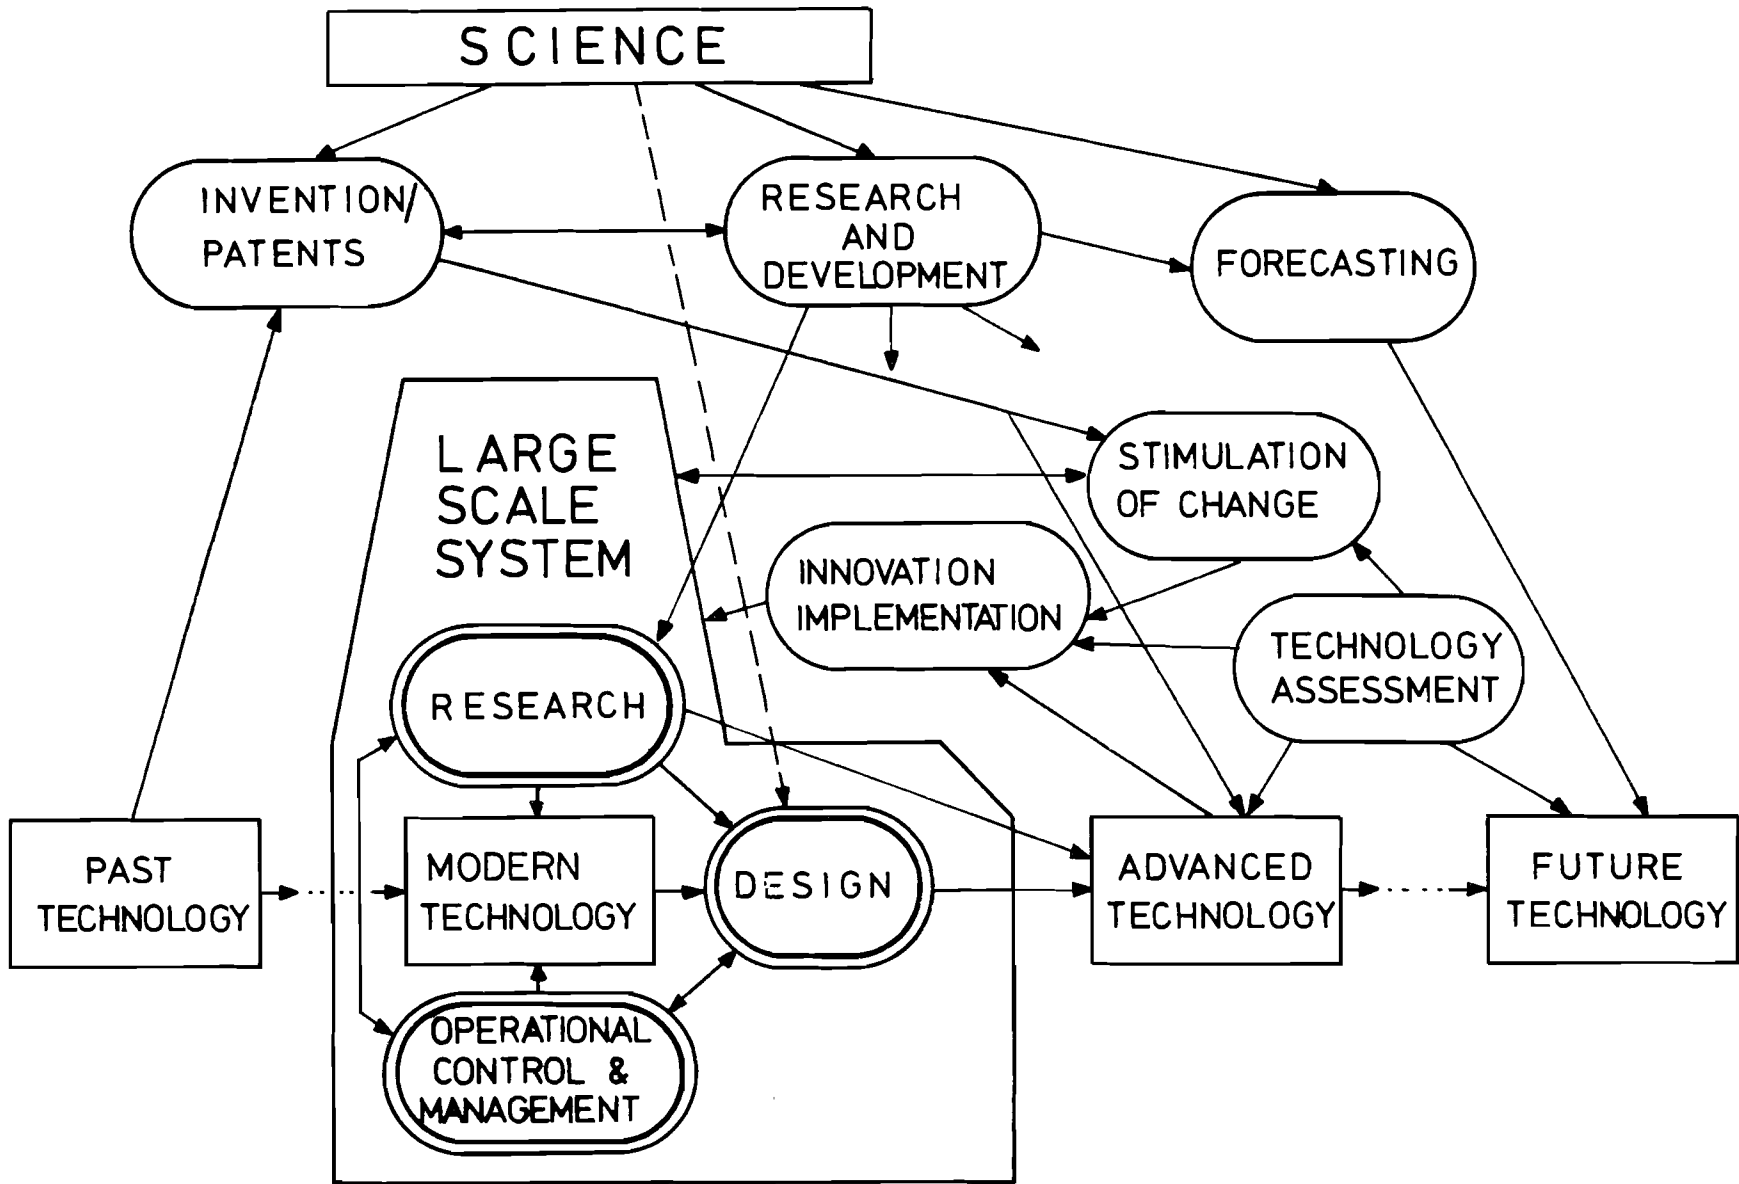 SCIENCE
INVENTION/
PATENTS
RESEARCH
AND
DEVELOPMENT
FORECASTING
LARGE
SCALE
SYSTEM
STIMULATION
OF CHANGE
INNOVATION
IMPLEMENTATION
TECHNOLOGY
ASSESSMENT
RESEARCH
PAST
TECHNOLOGY
MODERN
TECHNOLOGY
DESIGN
ADVANCED
TECHNOLOGY
FUTURE
TECHNOLOGY
OPERATIONAL
CONTROL &
MANAGEMENT